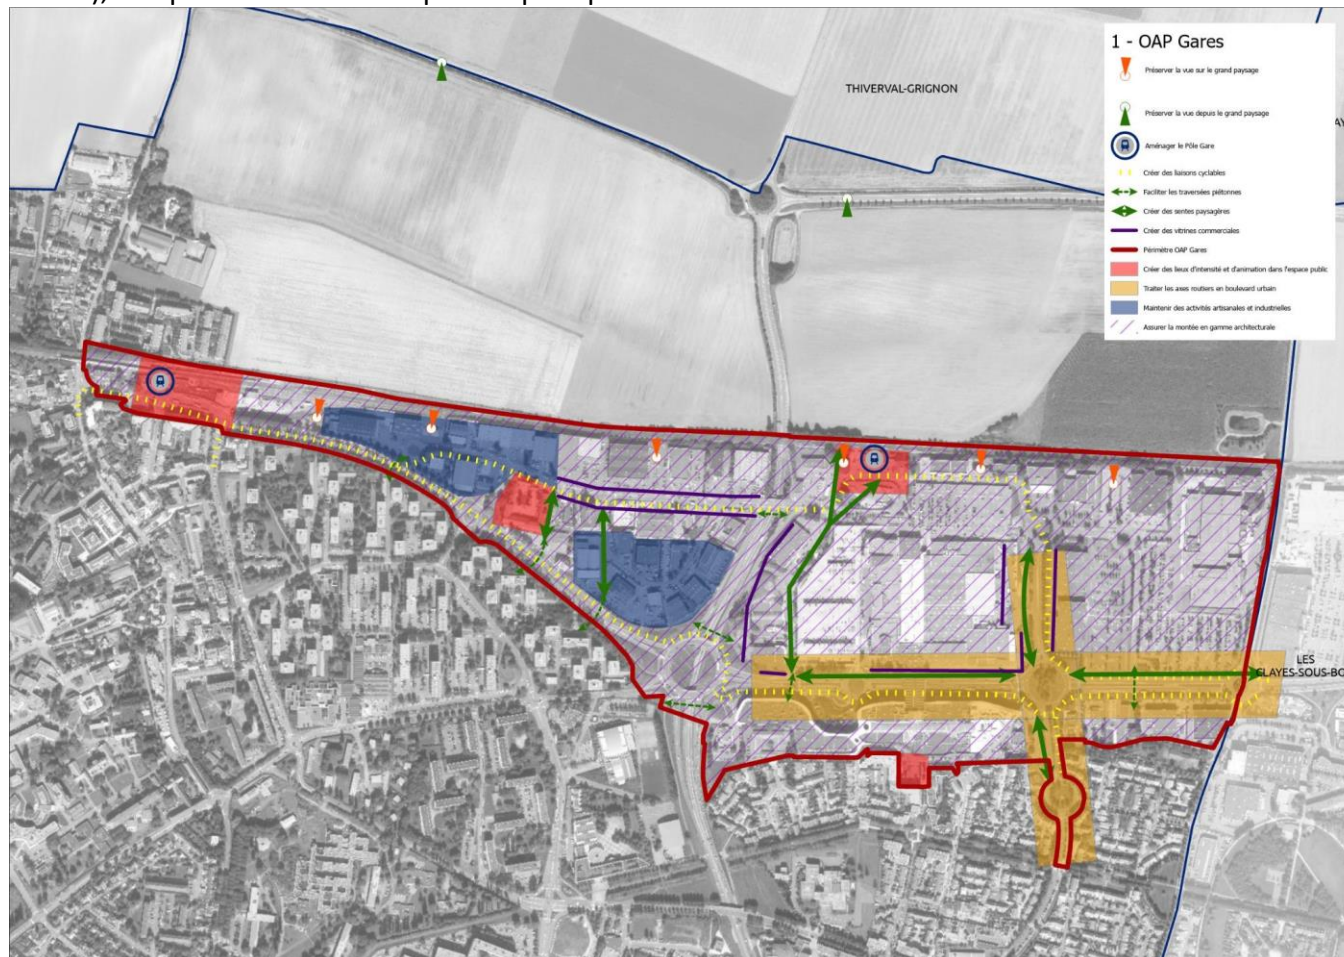 1 - OAP Gares
Préserver la vue sur le grand paysage
Préserver la vue depuis le grand paysage
Aménager le Pôle Gare
Créer des liaisons cyclables
Faciliter les traversées piétonnes
Créer des sentes paysagères
Créer des vitrines commerciales
Périmètre OAP Gares
Créer des lieux d'intensité et d'animation dans l'espace public
Traiter les axes routiers en boulevard urbain
Maintenir des activités artisanales et industrielles
Assurer la montée en gamme architecturale
THIVERVAL-GRIGNON
AY
LES
CLAYES-SOUS-BO